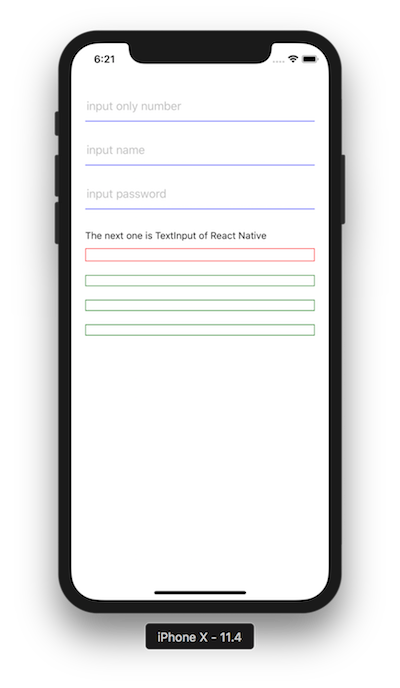 6:21
input only number
input name
input password
The next one is TextInput of React Native
iPhone X - 11.4